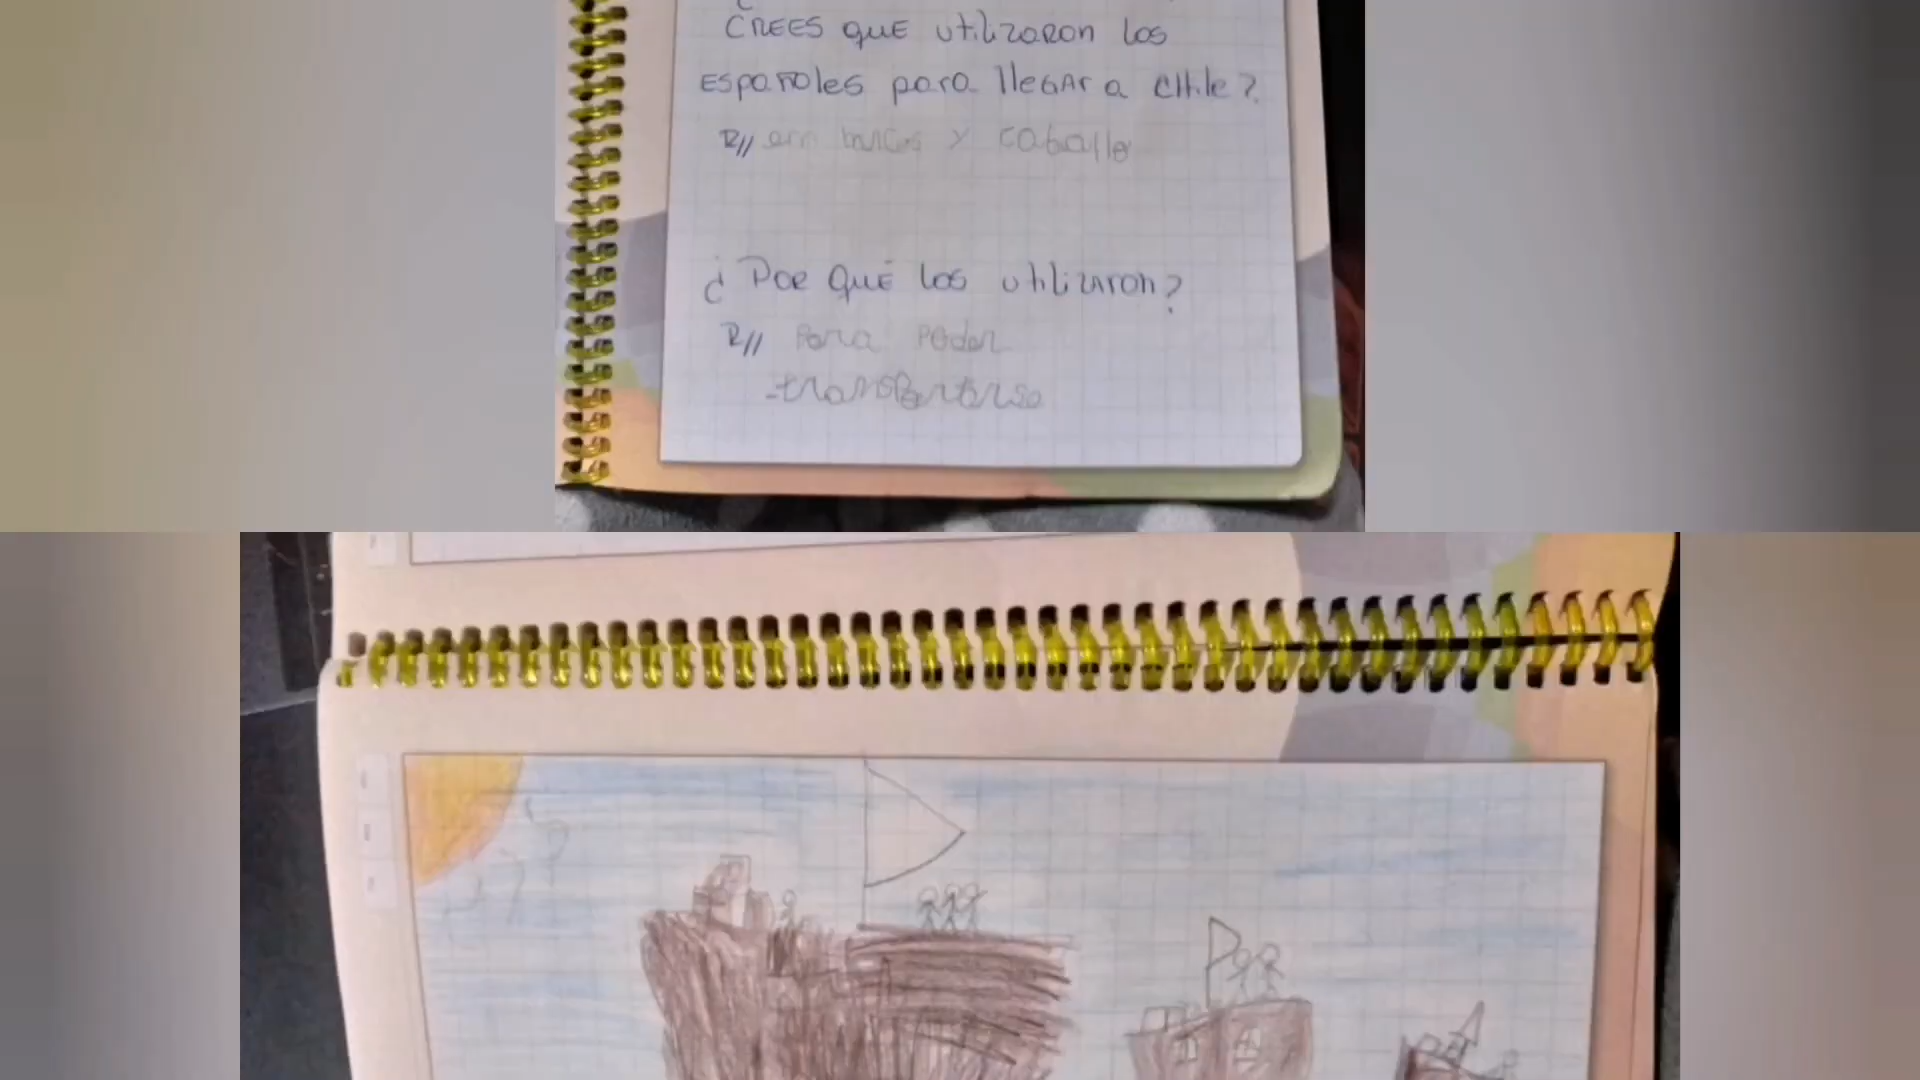 CREES QUE utilizaron los
ESPAÑOLES para llEGAr a CHile?
R// en barcos y caballo
¿Por QUÉ los utilizaron?
R// Para Poder
transportarse